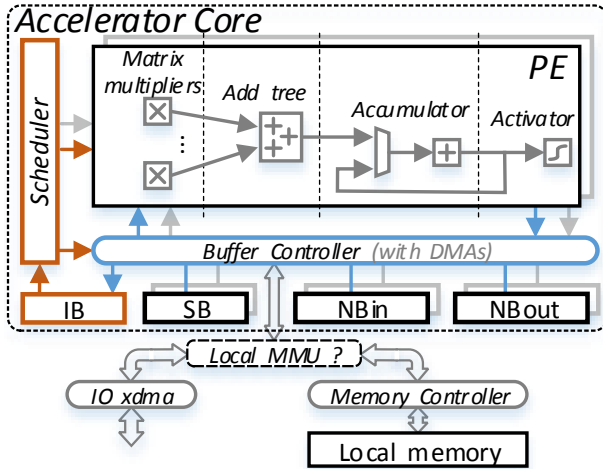 Accelerator Core
Scheduler
Matrix
multipliers
Add tree
Accumulator
PE
Activator
...
Buffer Controller (with DMAs)
IB
SB
NBin
NBout
Local MMU ?
IO xdma
Memory Controller
Local memory